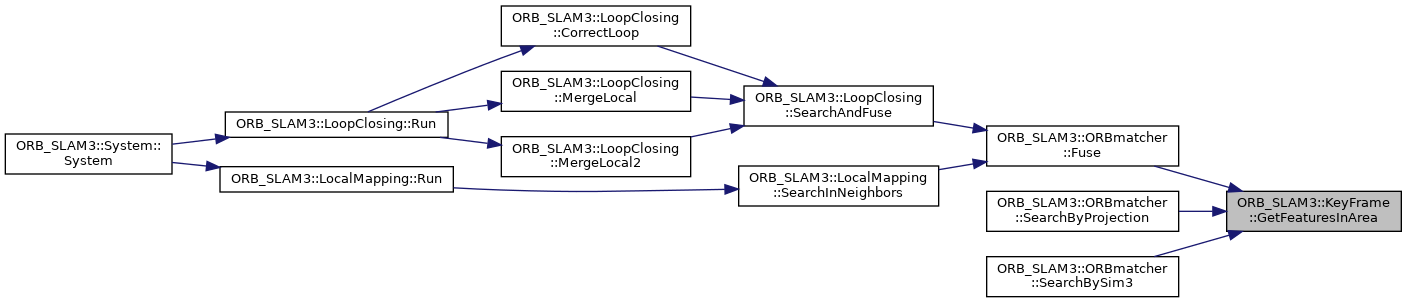 ORB_SLAM3::LoopClosing
::CorrectLoop
ORB_SLAM3::LoopClosing
::MergeLocal
ORB_SLAM3::LoopClosing
::SearchAndFuse
ORB_SLAM3::LoopClosing::Run
ORB_SLAM3::ORBmatcher
::Fuse
ORB_SLAM3::System::
System
ORB_SLAM3::LoopClosing
::MergeLocal2
ORB_SLAM3::LocalMapping::Run
ORB_SLAM3::LocalMapping
::SearchInNeighbors
ORB_SLAM3::ORBmatcher
::SearchByProjection
ORB_SLAM3::KeyFrame
::GetFeaturesInArea
ORB_SLAM3::ORBmatcher
::SearchBySim3